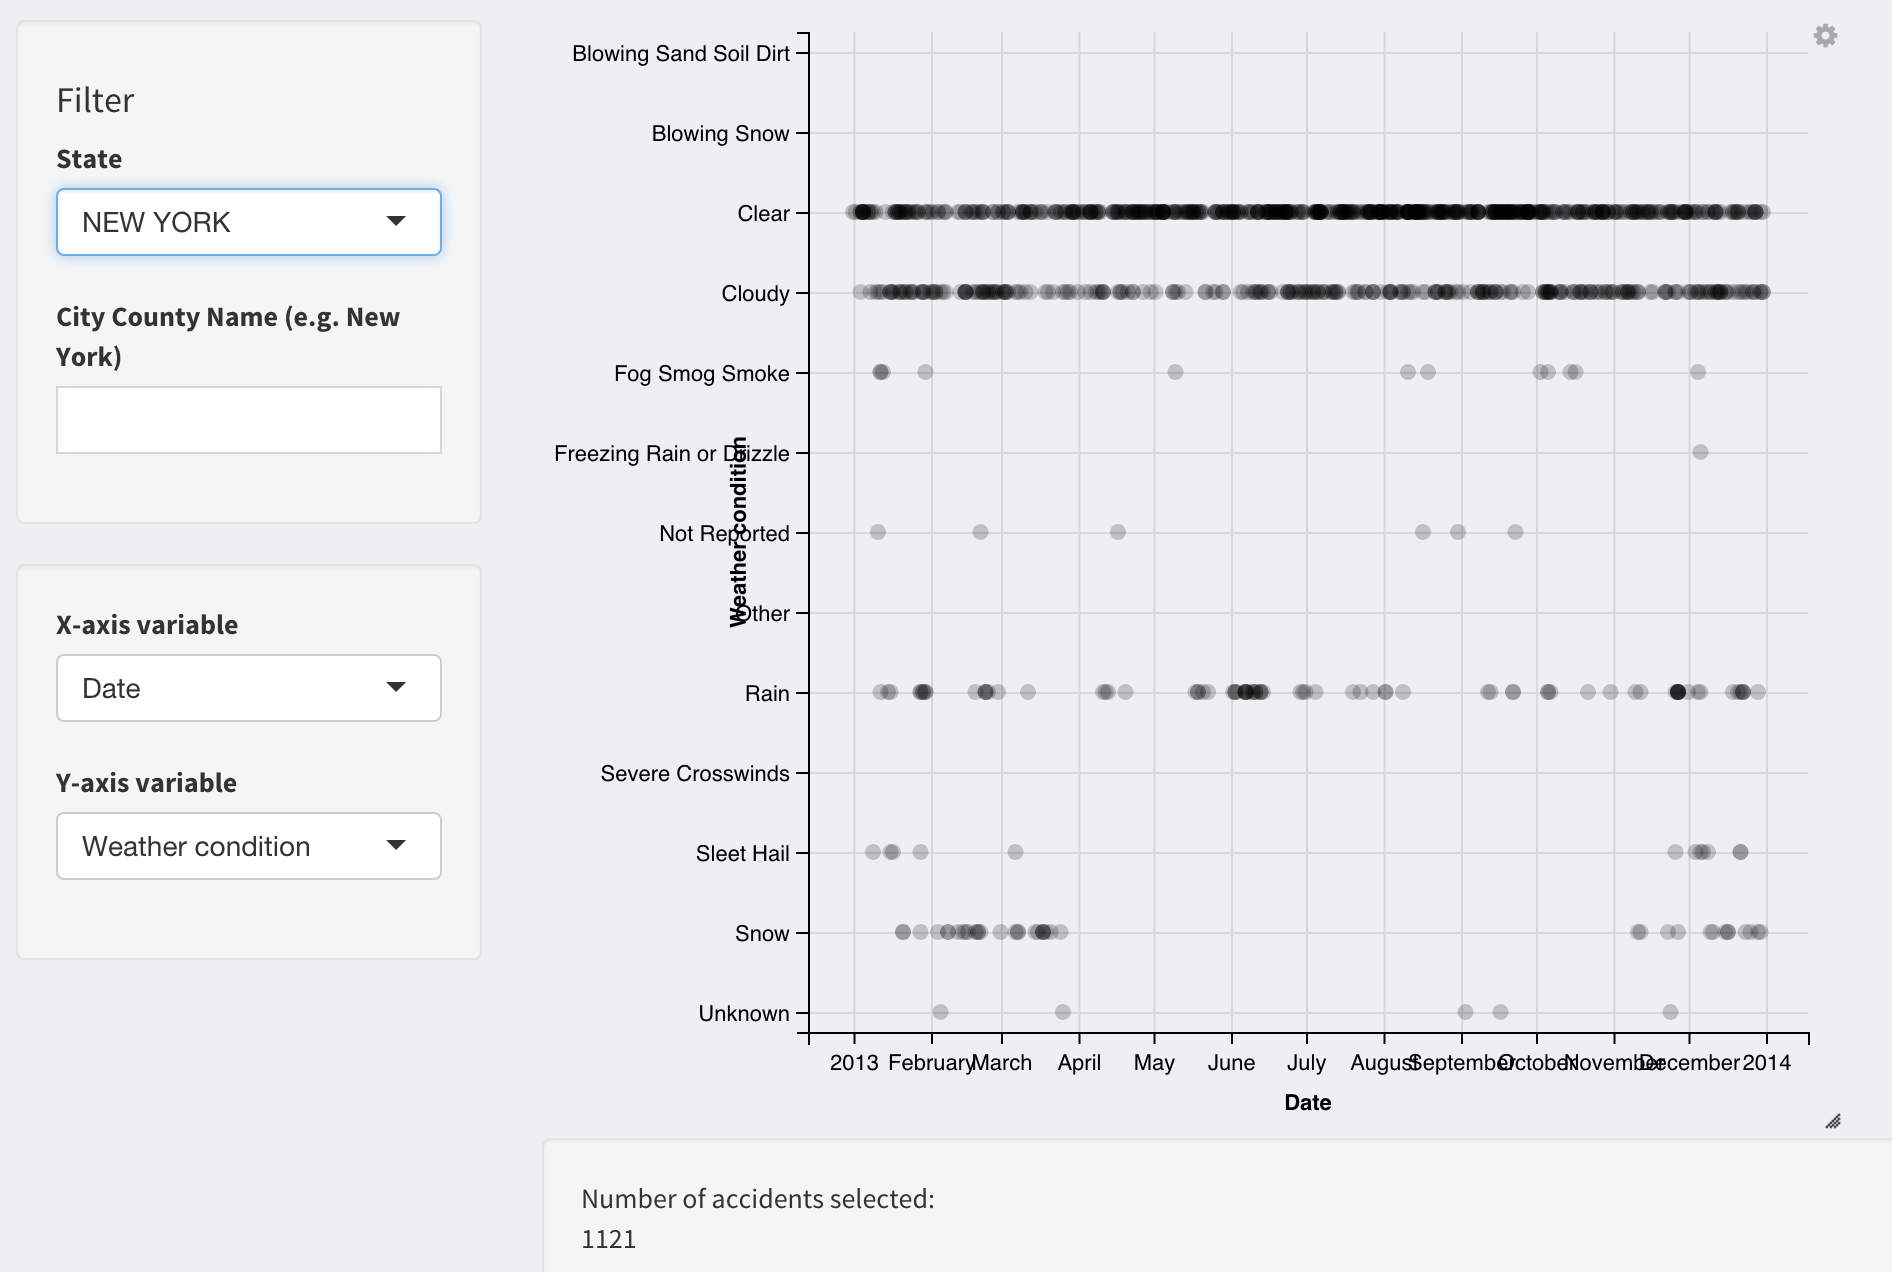 Filter
State
NEW YORK
City County Name (e.g. New
York)
X-axis variable
Date
Y-axis variable
Weather condition
Blowing Sand Soil Dirt
Blowing Snow
Clear
Cloudy
Fog Smog Smoke
Freezing Rain or Drizzle
Not Reported
Other
Rain
Severe Crosswinds
Sleet Hail
Snow
Unknown
Weather condition
2013 February March April May June July August September October November December 2014
Date
Number of accidents selected:
1121